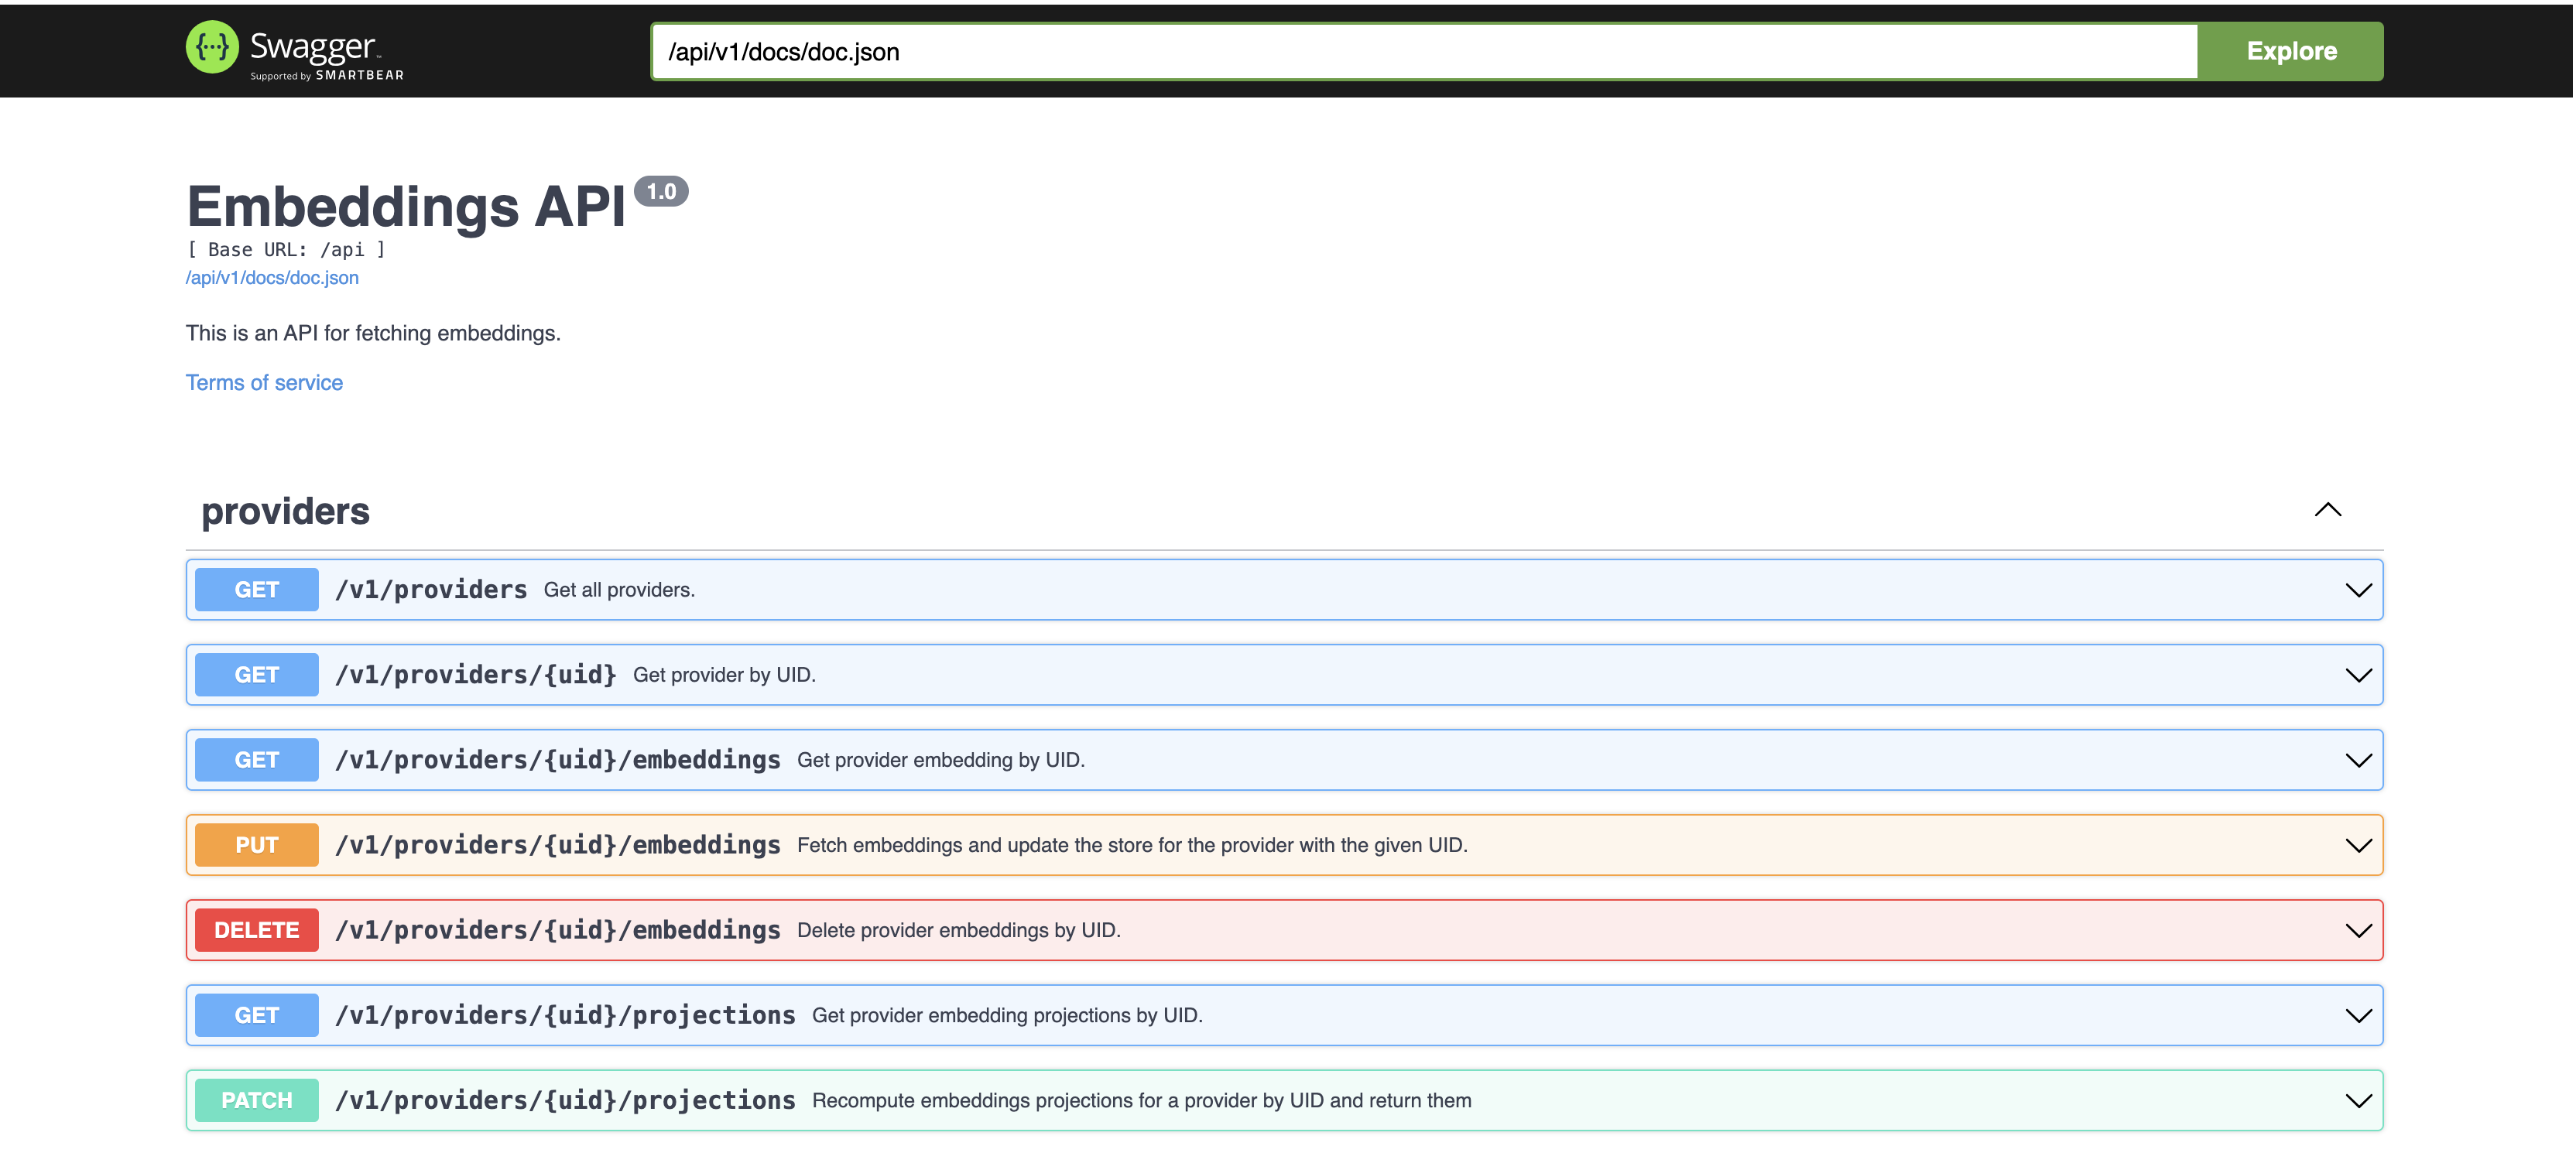 {···} Swagger™
Supported by SMARTBEAR
/api/v1/docs/doc.json
Explore
Embeddings API 1.0
[ Base URL: /api ]
/api/v1/docs/doc.json
This is an API for fetching embeddings.
Terms of service
providers
GET /v1/providers Get all providers.
GET /v1/providers/{uid} Get provider by UID.
GET /v1/providers/{uid}/embeddings Get provider embedding by UID.
PUT /v1/providers/{uid}/embeddings Fetch embeddings and update the store for the provider with the given UID.
DELETE /v1/providers/{uid}/embeddings Delete provider embeddings by UID.
GET /v1/providers/{uid}/projections Get provider embedding projections by UID.
PATCH /v1/providers/{uid}/projections Recompute embeddings projections for a provider by UID and return them